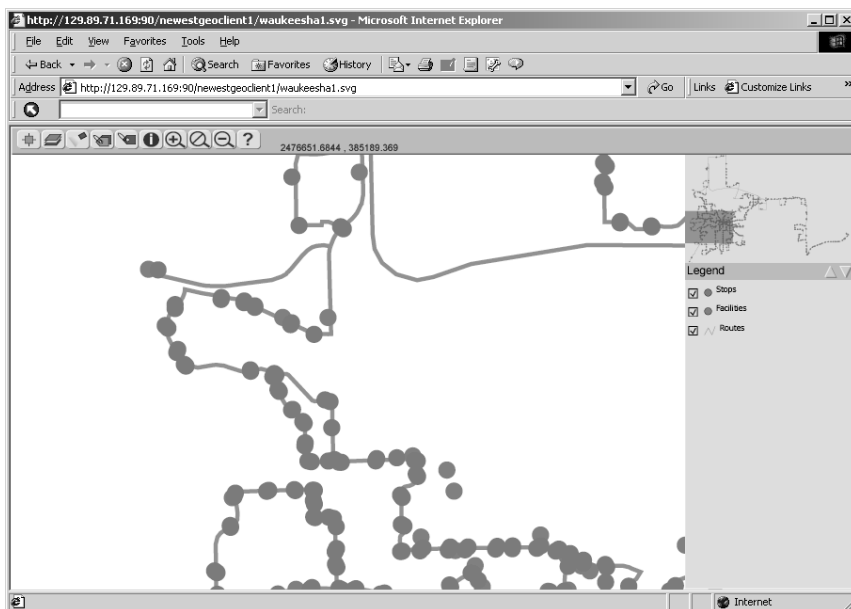 http://129.89.71.169:90/newestgeoclient1/waukeesha1.svg - Microsoft Internet Explorer
File Edit View Favorites Tools Help
Back Search Favorites History
Address http://129.89.71.169:90/newestgeoclient1/waukeesha1.svg Go Links Customize Links »
Search:
?
2476651.6844 , 385189.369
Legend
Stops
Facilities
Routes
Internet